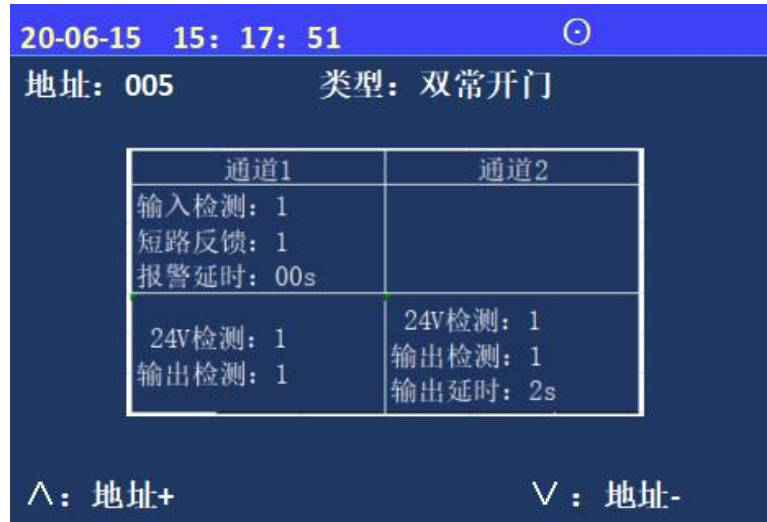 20-06-15 15：17：51 ⊙
地址：005 类型：双常开门
通道1 通道2
输入检测：1
短路反馈：1
报警延时：00s
24V检测：1
输出检测：1
24V检测：1
输出检测：1
输出延时：2s
∧：地址+ ∨：地址-